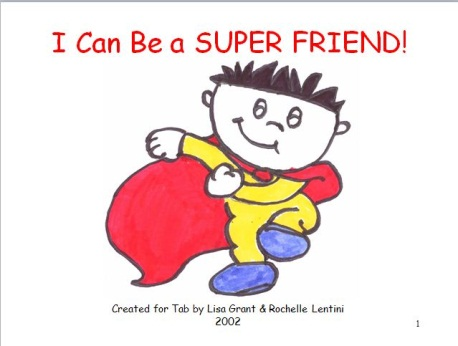 I Can Be a SUPER FRIEND!
Created for Tab by Lisa Grant & Rochelle Lentini
2002
1